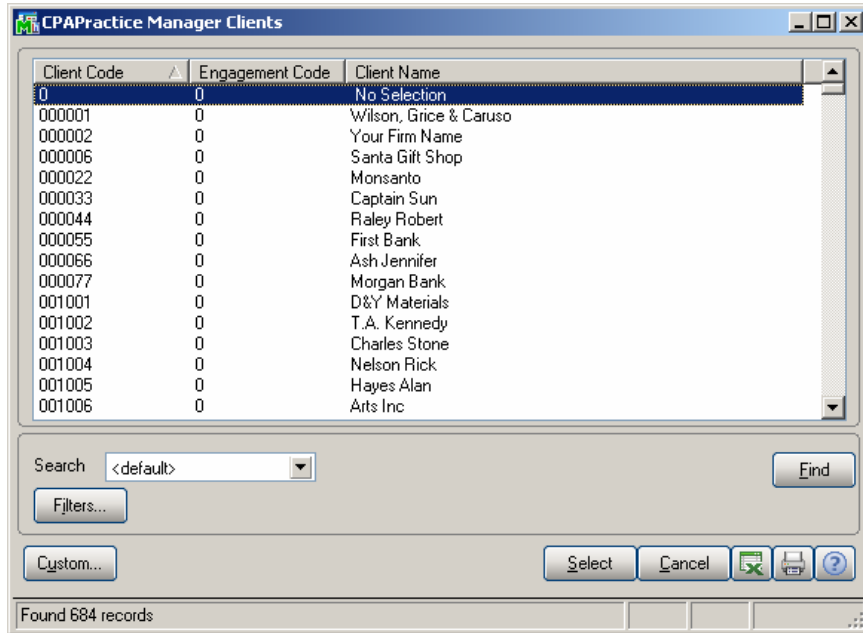 CPAPractice Manager Clients
Client Code Engagement Code Client Name
0 0 No Selection
000001 0 Wilson, Grice & Caruso
000002 0 Your Firm Name
000006 0 Santa Gift Shop
000022 0 Monsanto
000033 0 Captain Sun
000044 0 Raley Robert
000055 0 First Bank
000066 0 Ash Jennifer
000077 0 Morgan Bank
001001 0 D&Y Materials
001002 0 T.A. Kennedy
001003 0 Charles Stone
001004 0 Nelson Rick
001005 0 Hayes Alan
001006 0 Arts Inc
Search <default> Find
Filters...
Custom... Select Cancel ?
Found 684 records